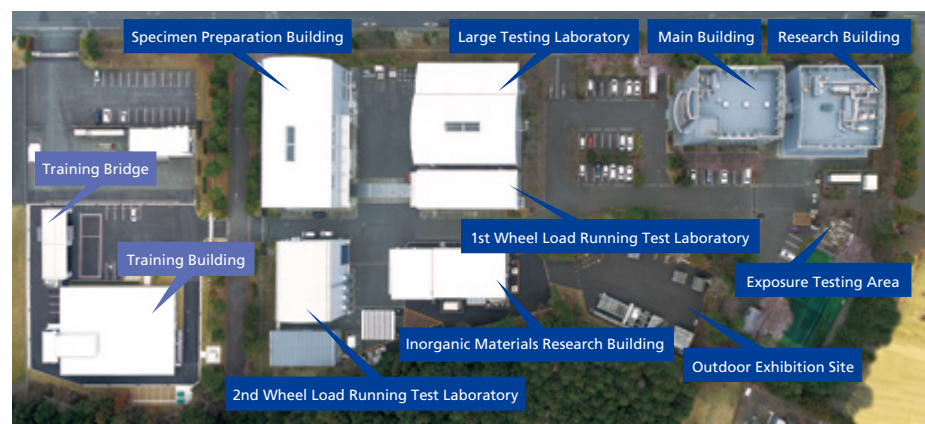 Specimen Preparation Building
Large Testing Laboratory
Main Building
Research Building
Training Bridge
1st Wheel Load Running Test Laboratory
Training Building
Exposure Testing Area
Inorganic Materials Research Building
Outdoor Exhibition Site
2nd Wheel Load Running Test Laboratory